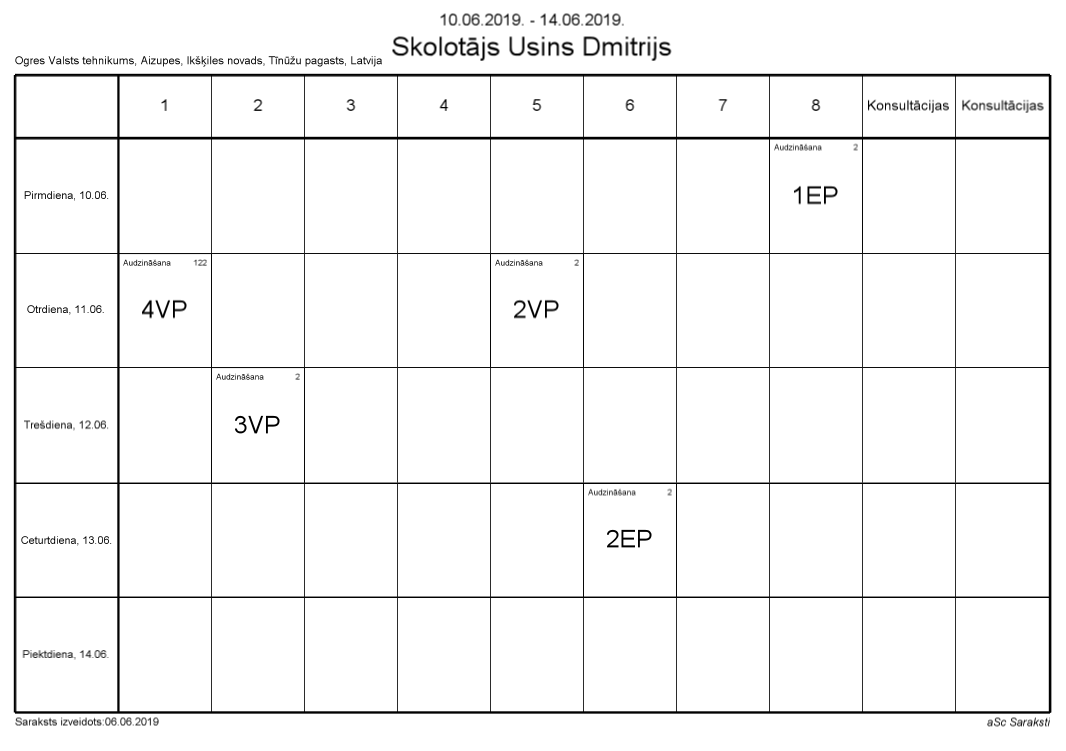 10.06.2019. - 14.06.2019.
Skolotājs Usins Dmitrijs
Ogres Valsts tehnikums, Aizupes, Ikšķiles novads, Tīnūžu pagasts, Latvija
1 2 3 4 5 6 7 8 Konsultācijas Konsultācijas
Audzināšana 2
Pirmdiena, 10.06. 1EP
Audzināšana 122 Audzināšana 2
Otrdiena, 11.06. 4VP 2VP
Audzināšana 2
Trešdiena, 12.06. 3VP
Audzināšana 2
Ceturtdiena, 13.06. 2EP
Piektdiena, 14.06.
Saraksts izveidots:06.06.2019 aSc Saraksti